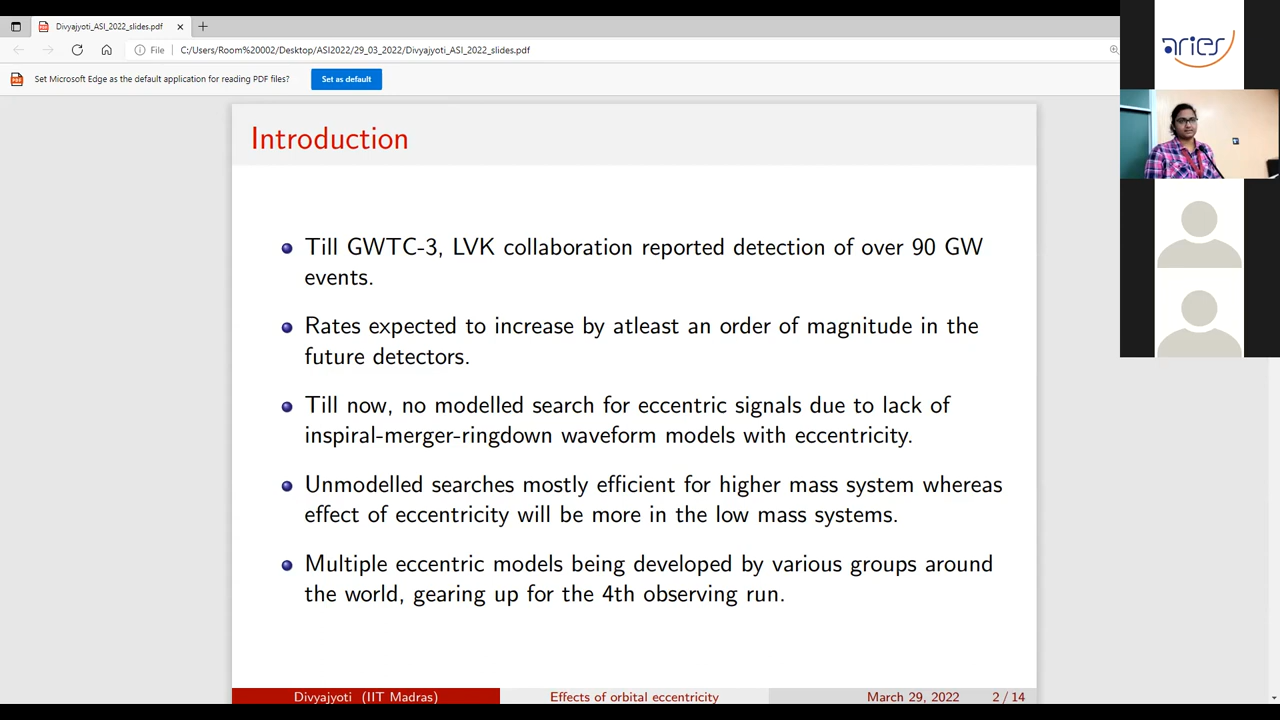 Divyajyoti_ASI_2022_slides.pdf
File
C:/Users/Room%20002/Desktop/ASI2022/29_03_2022/Divyajyoti_ASI_2022_slides.pdf
Set Microsoft Edge as the default application for reading PDF files?
Set as default
aries
Introduction
Till GWTC-3, LVK collaboration reported detection of over 90 GW
events.
Rates expected to increase by atleast an order of magnitude in the
future detectors.
Till now, no modelled search for eccentric signals due to lack of
inspiral-merger-ringdown waveform models with eccentricity.
Unmodelled searches mostly efficient for higher mass system whereas
effect of eccentricity will be more in the low mass systems.
Multiple eccentric models being developed by various groups around
the world, gearing up for the 4th observing run.
Divyajyoti (IIT Madras)
Effects of orbital eccentricity
March 29, 2022
2 / 14